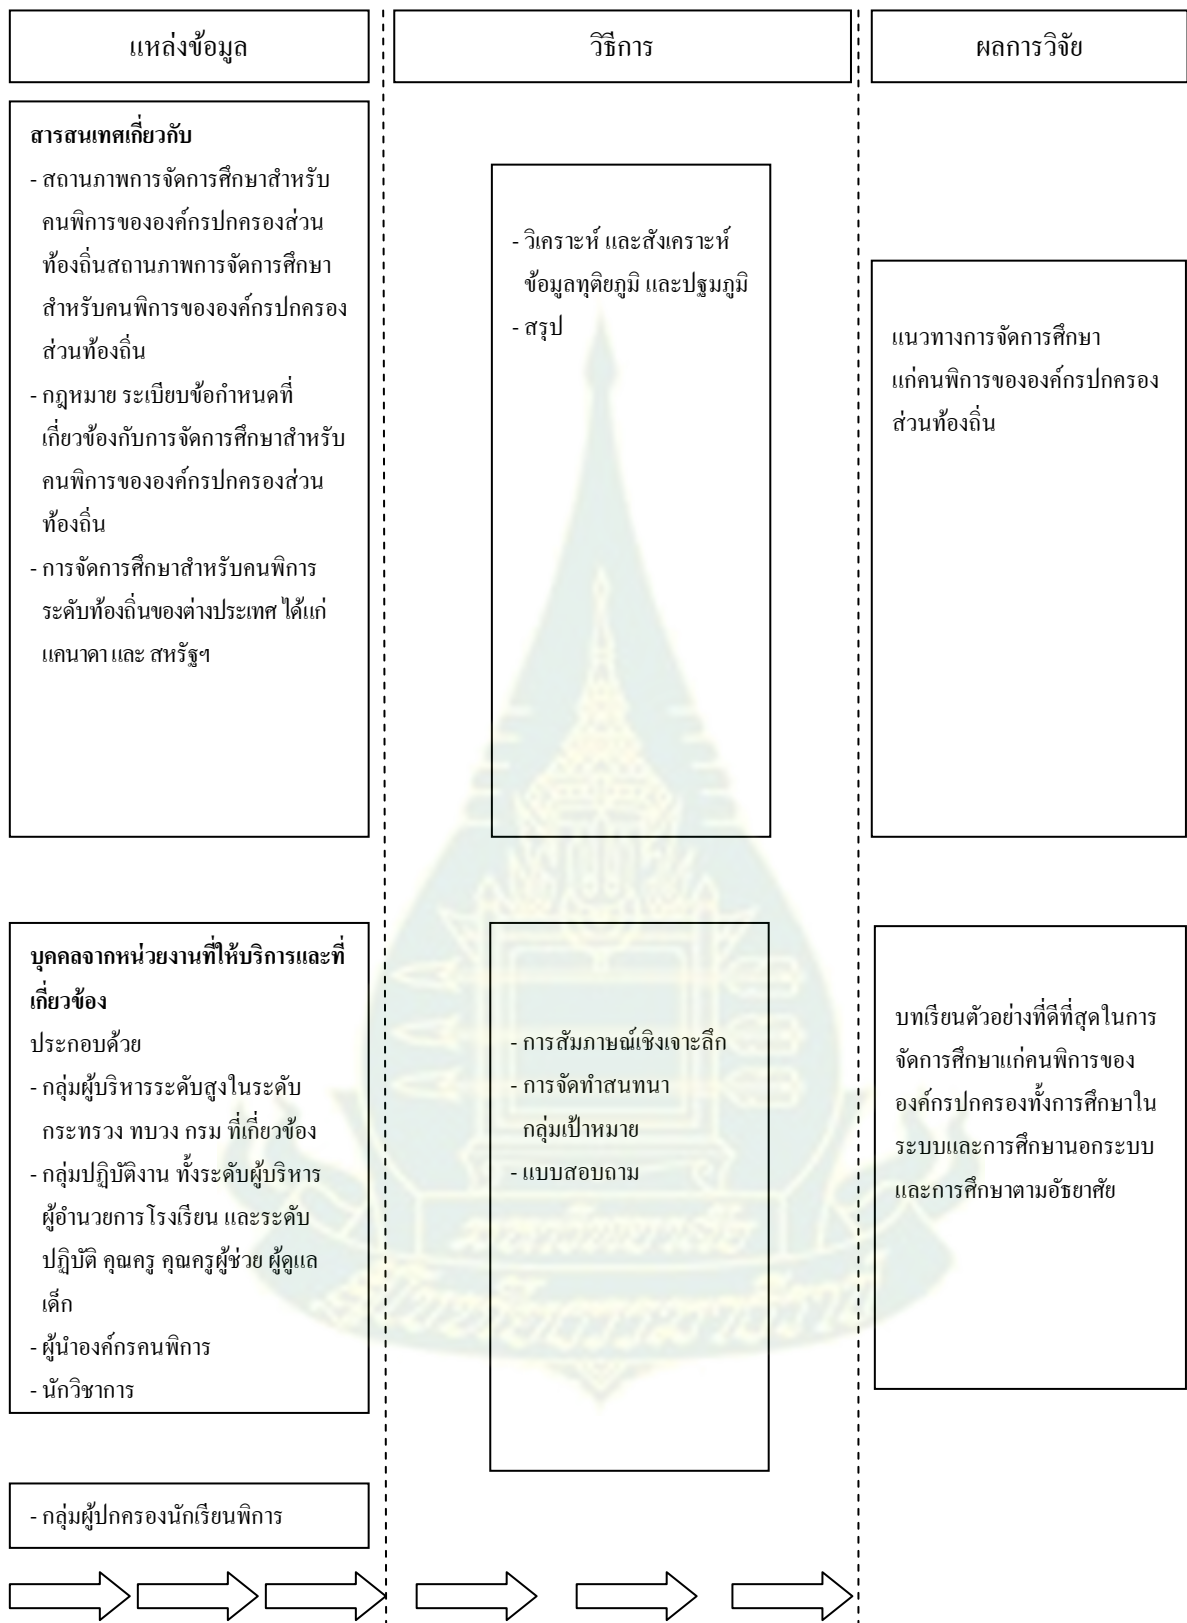 แหล่งข้อมูล
วิธีการ
ผลการวิจัย
สารสนเทศเกี่ยวกับ
- สถานภาพการจัดการศึกษาสำหรับ
คนพิการขององค์กรปกครองส่วน
ท้องถิ่นสถานภาพการจัดการศึกษา
สำหรับคนพิการขององค์กรปกครอง
ส่วนท้องถิ่น
- กฎหมาย ระเบียบข้อกำหนดที่
เกี่ยวข้องกับการจัดการศึกษาสำหรับ
คนพิการขององค์กรปกครองส่วน
ท้องถิ่น
- การจัดการศึกษาสำหรับคนพิการ
ระดับท้องถิ่นของต่างประเทศ ได้แก่
แคนาดา และ สหรัฐฯ
- วิเคราะห์ และสังเคราะห์
ข้อมูลทุติยภูมิ และปฐมภูมิ
- สรุป
แนวทางการจัดการศึกษา
แก่คนพิการขององค์กรปกครอง
ส่วนท้องถิ่น
บุคคลจากหน่วยงานที่ให้บริการและที่
เกี่ยวข้อง
ประกอบด้วย
- กลุ่มผู้บริหารระดับสูงในระดับ
กระทรวง ทบวง กรม ที่เกี่ยวข้อง
- กลุ่มปฏิบัติงาน ทั้งระดับผู้บริหาร
ผู้อำนวยการโรงเรียน และระดับ
ปฏิบัติ คุณครู คุณครูผู้ช่วย ผู้ดูแล
เด็ก
- ผู้นำองค์กรคนพิการ
- นักวิชาการ
- การสัมภาษณ์เชิงเจาะลึก
- การจัดทำสนทนา
กลุ่มเป้าหมาย
- แบบสอบถาม
บทเรียนตัวอย่างที่ดีที่สุดในการ
จัดการศึกษาแก่คนพิการของ
องค์กรปกครองทั้งการศึกษาใน
ระบบและการศึกษานอกระบบ
และการศึกษาตามอัธยาศัย
- กลุ่มผู้ปกครองนักเรียนพิการ